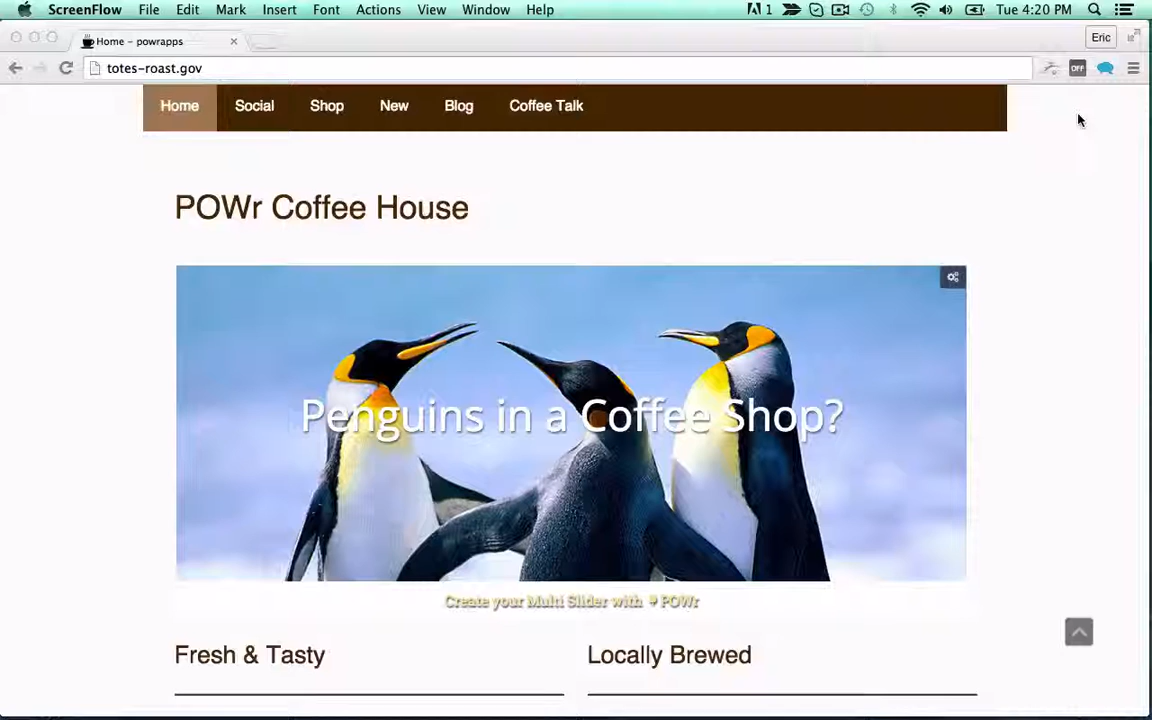 ScreenFlow File Edit Mark Insert Font Actions View Window Help 1 Tue 4:20 PM
Home – powrapps Eric
totes-roast.gov OFF
Home Social Shop New Blog Coffee Talk
POWr Coffee House
Penguins in a Coffee Shop?
Create your Multi Slider with POWr
Fresh & Tasty Locally Brewed